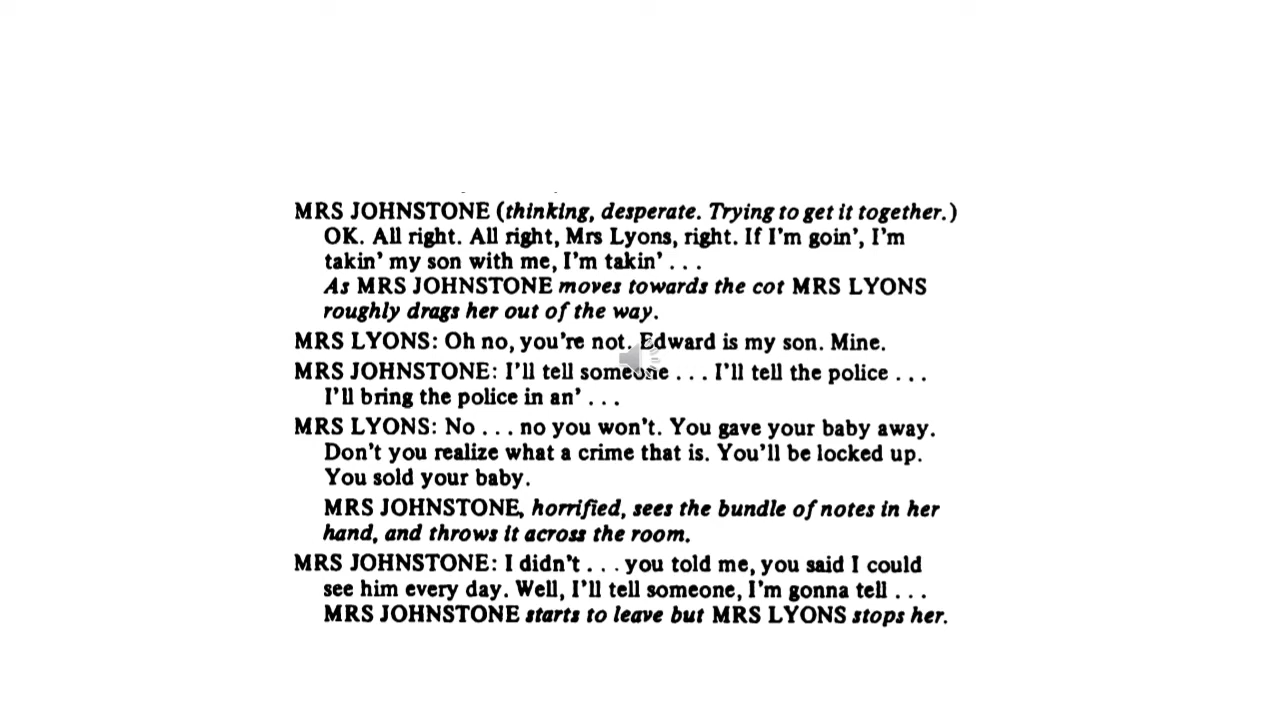 MRS JOHNSTONE (thinking, desperate. Trying to get it together.)
OK. All right. All right, Mrs Lyons, right. If I'm goin', I'm
takin' my son with me, I'm takin' . . .
As MRS JOHNSTONE moves towards the cot MRS LYONS
roughly drags her out of the way.
MRS LYONS: Oh no, you're not. Edward is my son. Mine.
MRS JOHNSTONE: I'll tell someone . . . I'll tell the police . . .
I'll bring the police in an' . . .
MRS LYONS: No . . . no you won't. You gave your baby away.
Don't you realize what a crime that is. You'll be locked up.
You sold your baby.
MRS JOHNSTONE, horrified, sees the bundle of notes in her
hand, and throws it across the room.
MRS JOHNSTONE: I didn't . . . you told me, you said I could
see him every day. Well, I'll tell someone, I'm gonna tell . . .
MRS JOHNSTONE starts to leave but MRS LYONS stops her.